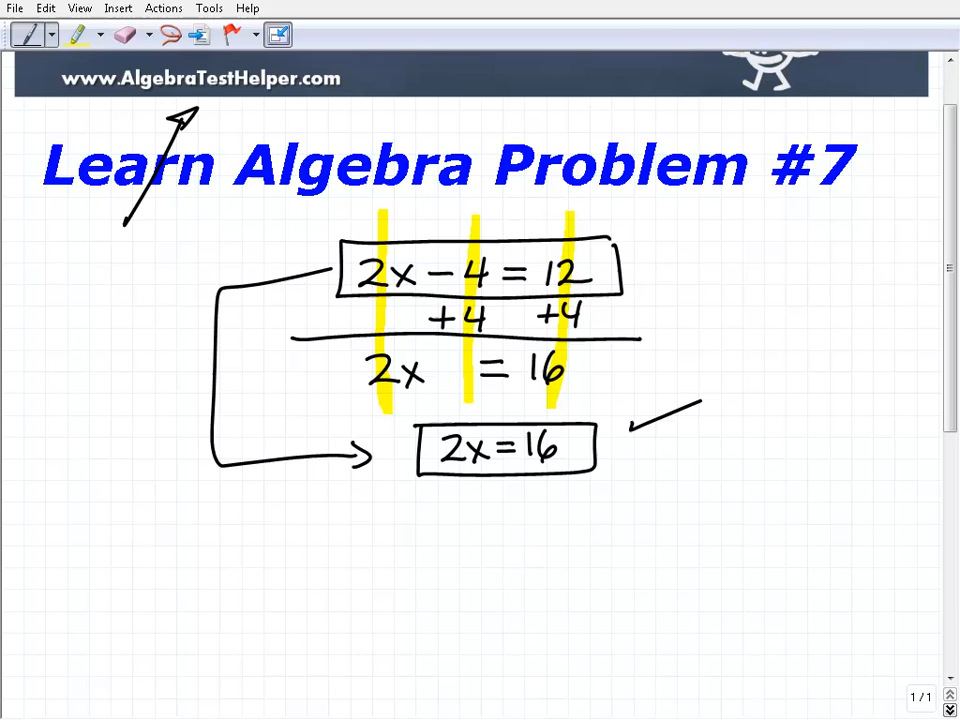 File Edit View Insert Actions Tools Help
www.AlgebraTestHelper.com
Learn Algebra Problem #7
2x - 4 = 12
+4 +4
2x = 16
2x = 16
1 / 1